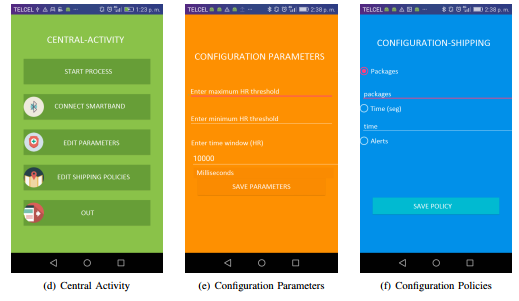 TELCEL 1:23 p. m.
CENTRAL-ACTIVITY
START PROCESS
CONNECT SMARTBAND
EDIT PARAMETERS
EDIT SHIPPING POLICIES
OUT
(d) Central Activity
TELCEL 2:38 p. m.
CONFIGURATION PARAMETERS
Enter maximum HR threshold
Enter minimum HR threshold
Enter time window (HR)
10000
Milliseconds
SAVE PARAMETERS
(e) Configuration Parameters
TELCEL 2:38 p. m.
CONFIGURATION-SHIPPING
Packages
packages
Time (seg)
time
Alerts
SAVE POLICY
(f) Configuration Policies